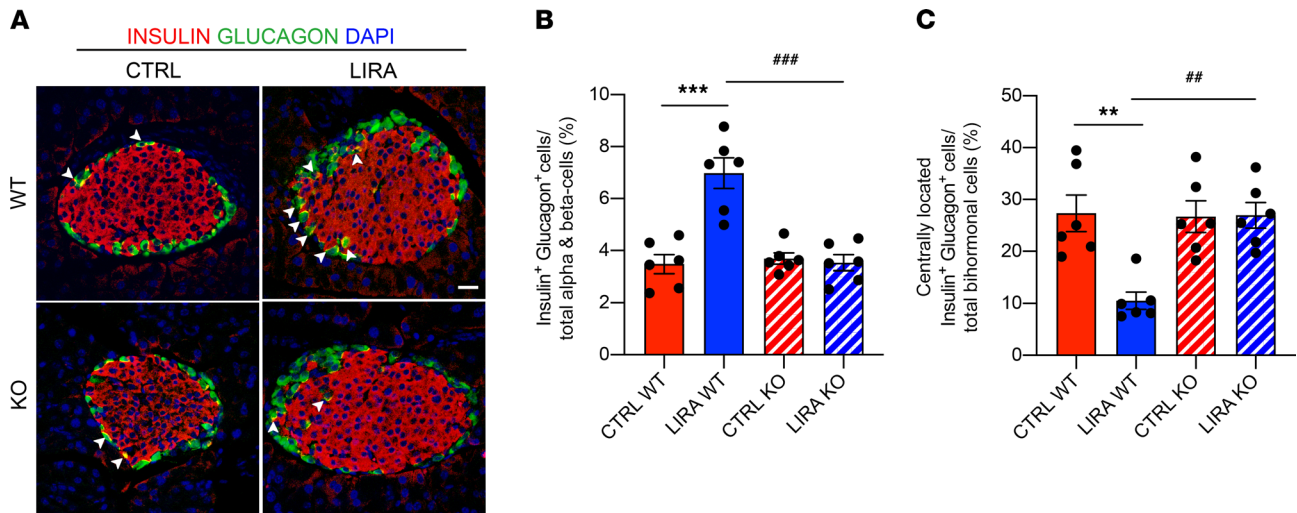 A
INSULIN GLUCAGON DAPI
CTRL
LIRA
WT
KO
B
Insulin⁺ Glucagon⁺ cells/
total alpha & beta-cells (%)
10
8
6
4
2
0
***
###
CTRL WT
LIRA WT
CTRL KO
LIRA KO
C
Centrally located
Insulin⁺ Glucagon⁺ cells/
total bihormonal cells (%)
50
40
30
20
10
0
**
##
CTRL WT
LIRA WT
CTRL KO
LIRA KO